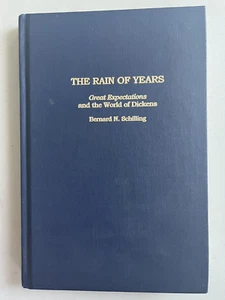 THE RAIN OF YEARS
Great Expectations
and the World of Dickens
Bernard N. Schilling